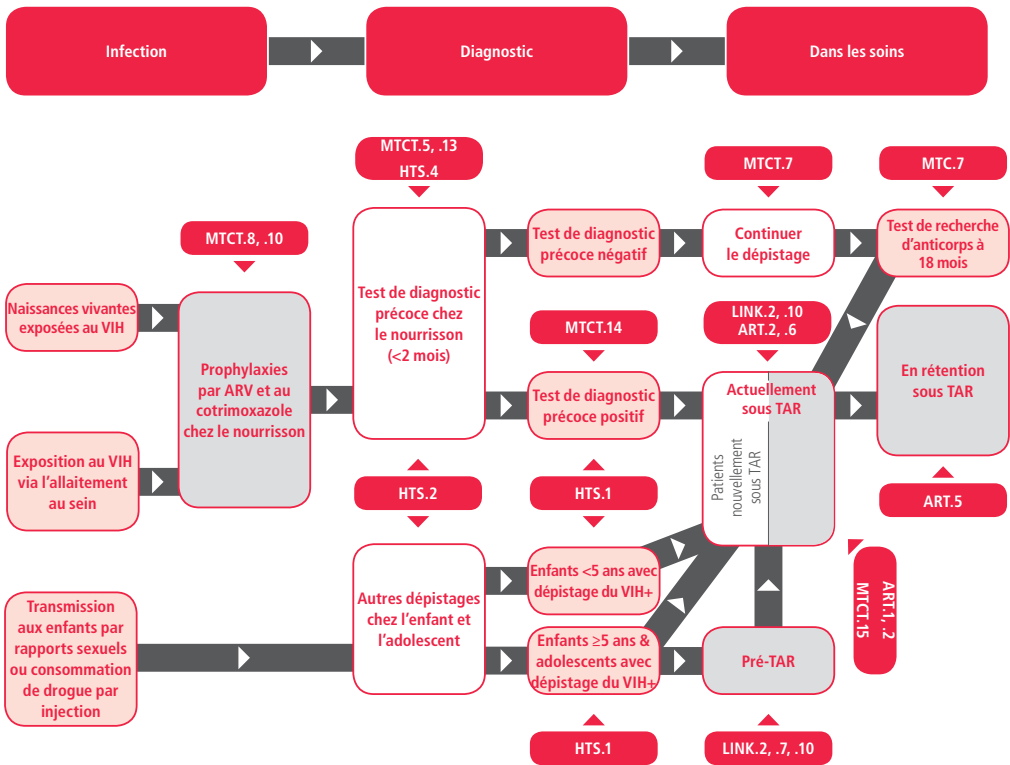 Infection
Diagnostic
Dans les soins
MTCT.5, .13
HTS.4
MTCT.7
MTC.7
MTCT.8, .10
Test de diagnostic
précoce négatif
Continuer
le dépistage
Test de recherche
d'anticorps à
18 mois
Naissances vivantes
exposées au VIH
Test de diagnostic
précoce chez
le nourrisson
(<2 mois)
MTCT.14
LINK.2, .10
ART.2, .6
Prophylaxies
par ARV et au
cotrimoxazole
chez le nourrisson
Test de diagnostic
précoce positif
Actuellement
sous TAR
Patients
nouvellement
sous TAR
En rétention
sous TAR
Exposition au VIH
via l'allaitement
au sein
HTS.2
HTS.1
ART.5
Transmission
aux enfants par
rapports sexuels
ou consommation
de drogue par
injection
Autres dépistages
chez l'enfant et
l'adolescent
Enfants <5 ans avec
dépistage du VIH+
Enfants ≥5 ans &
adolescents avec
dépistage du VIH+
Pré-TAR
ART.1, .2
MTCT.15
HTS.1
LINK.2, .7, .10